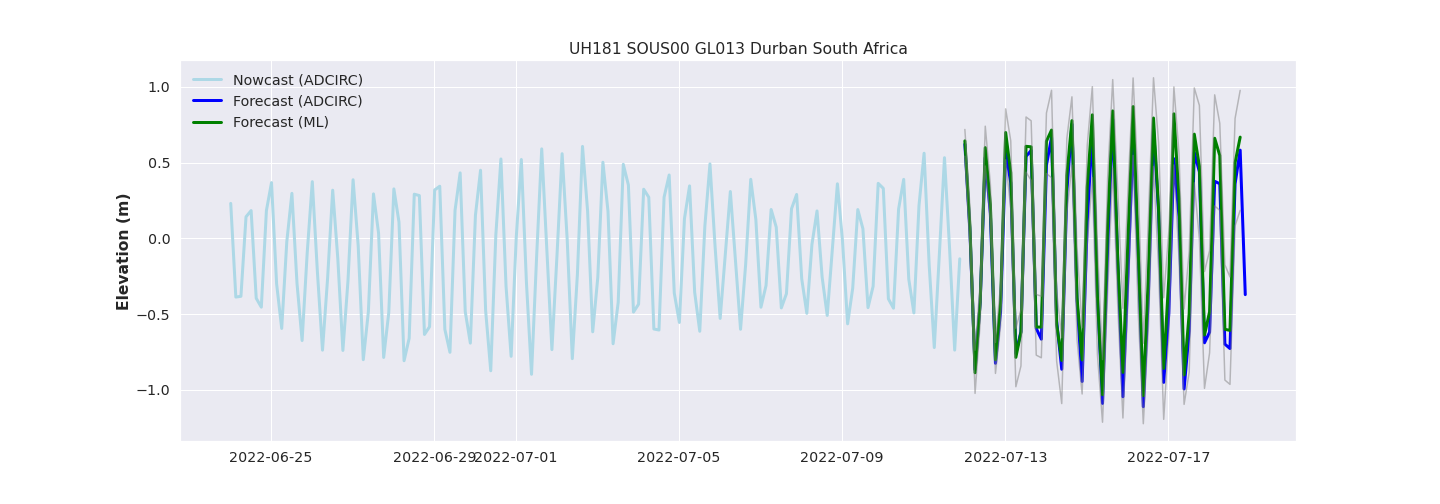 UH181 SOUS00 GL013 Durban South Africa
Nowcast (ADCIRC)
Forecast (ADCIRC)
Forecast (ML)
Elevation (m)
1.0
0.5
0.0
−0.5
−1.0
2022-06-25
2022-06-29
2022-07-01
2022-07-05
2022-07-09
2022-07-13
2022-07-17